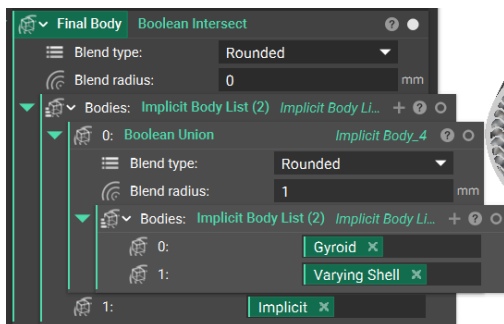 Final Body Boolean Intersect
Blend type: Rounded
Blend radius: 0 mm
Bodies: Implicit Body List (2) Implicit Body Li...
0: Boolean Union Implicit Body_4
Blend type: Rounded
Blend radius: 1 mm
Bodies: Implicit Body List (2) Implicit Body Li...
0: Gyroid
1: Varying Shell
1: Implicit